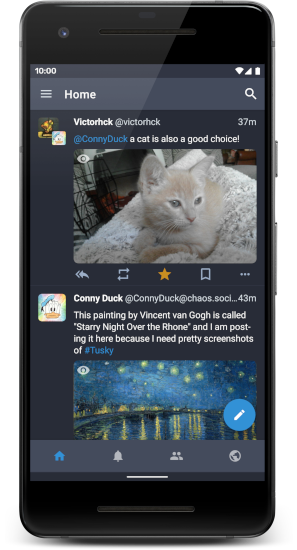 10:00
Home
Victorhck @victorhck 37m
@ConnyDuck a cat is also a good choice!
Conny Duck @ConnyDuck@chaos.soci... 43m
This painting by Vincent van Gogh is called
"Starry Night Over the Rhone" and I am post-
ing it here because I need pretty screenshots
of #Tusky